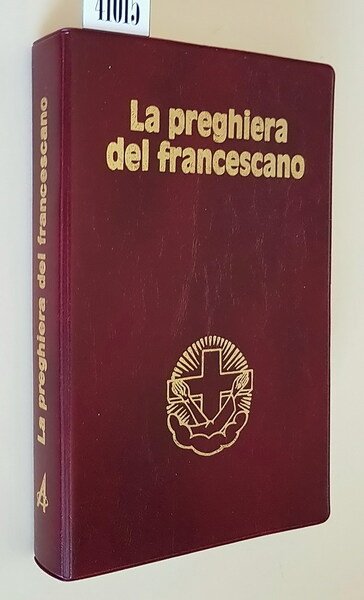 41015
La preghiera
del francescano
La preghiera del francescano